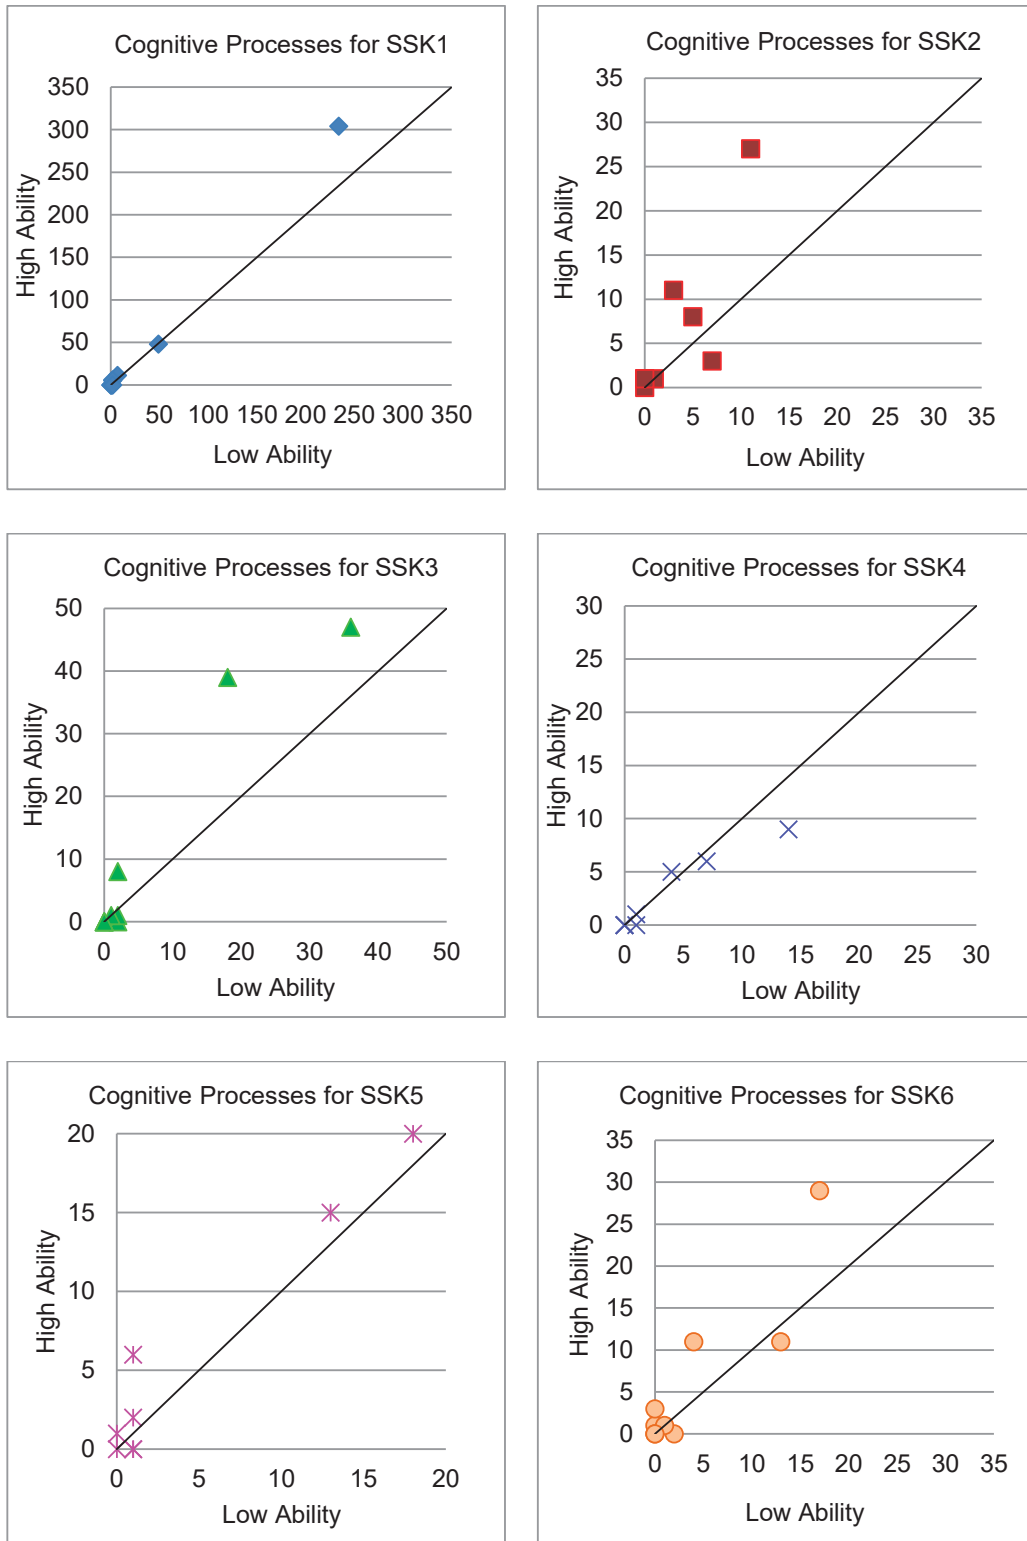 Cognitive Processes for SSK1
350
300
250
200
150
100
50
0
High Ability
0 50 100 150 200 250 300 350
Low Ability
Cognitive Processes for SSK2
35
30
25
20
15
10
5
0
High Ability
0 5 10 15 20 25 30 35
Low Ability
Cognitive Processes for SSK3
50
40
30
20
10
0
High Ability
0 10 20 30 40 50
Low Ability
Cognitive Processes for SSK4
30
25
20
15
10
5
0
High Ability
0 5 10 15 20 25 30
Low Ability
Cognitive Processes for SSK5
20
15
10
5
0
High Ability
0 5 10 15 20
Low Ability
Cognitive Processes for SSK6
35
30
25
20
15
10
5
0
High Ability
0 5 10 15 20 25 30 35
Low Ability